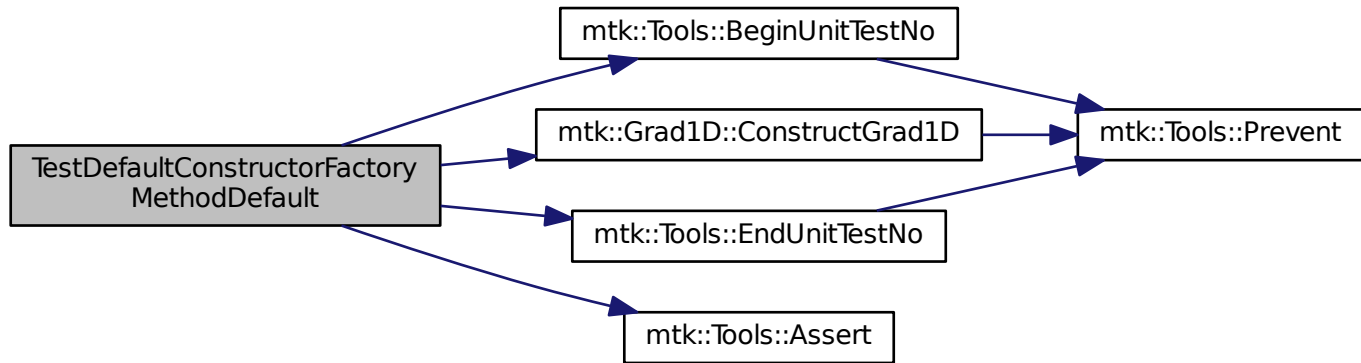 mtk::Tools::BeginUnitTestNo
mtk::Grad1D::ConstructGrad1D
mtk::Tools::Prevent
TestDefaultConstructorFactory
MethodDefault
mtk::Tools::EndUnitTestNo
mtk::Tools::Assert